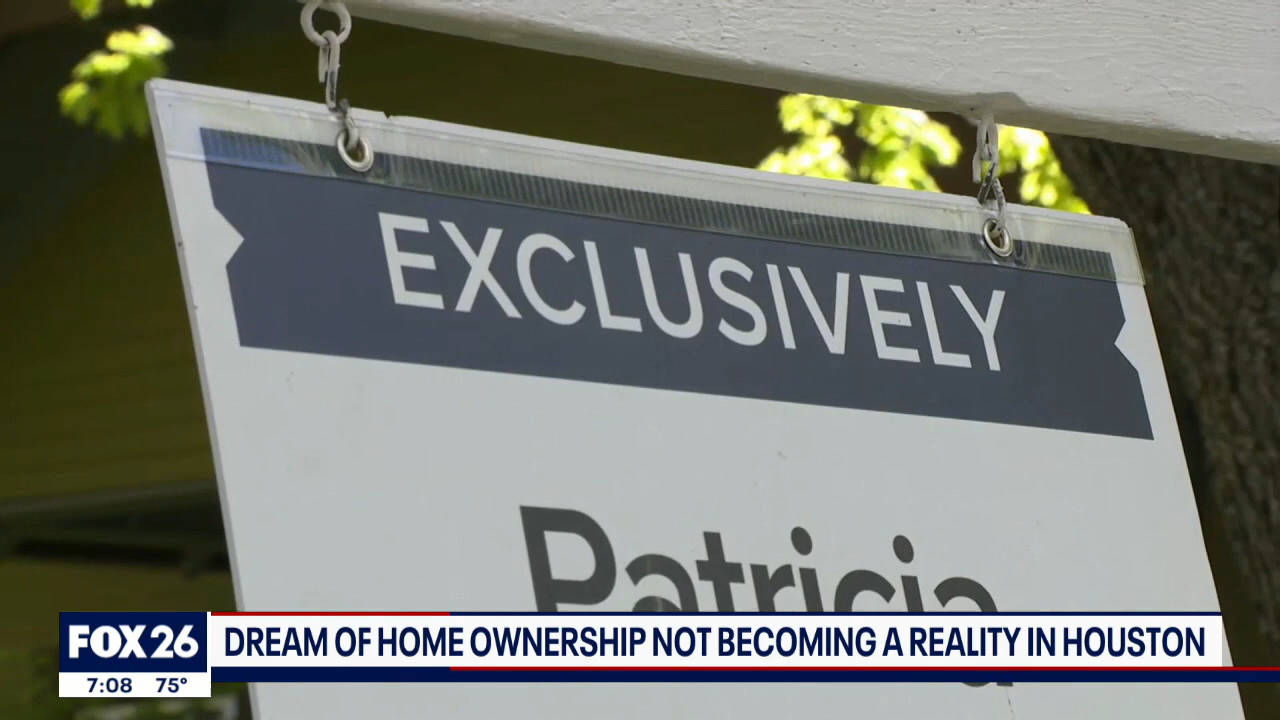 EXCLUSIVELY
Patricia
FOX 26
DREAM OF HOME OWNERSHIP NOT BECOMING A REALITY IN HOUSTON
7:08 75°